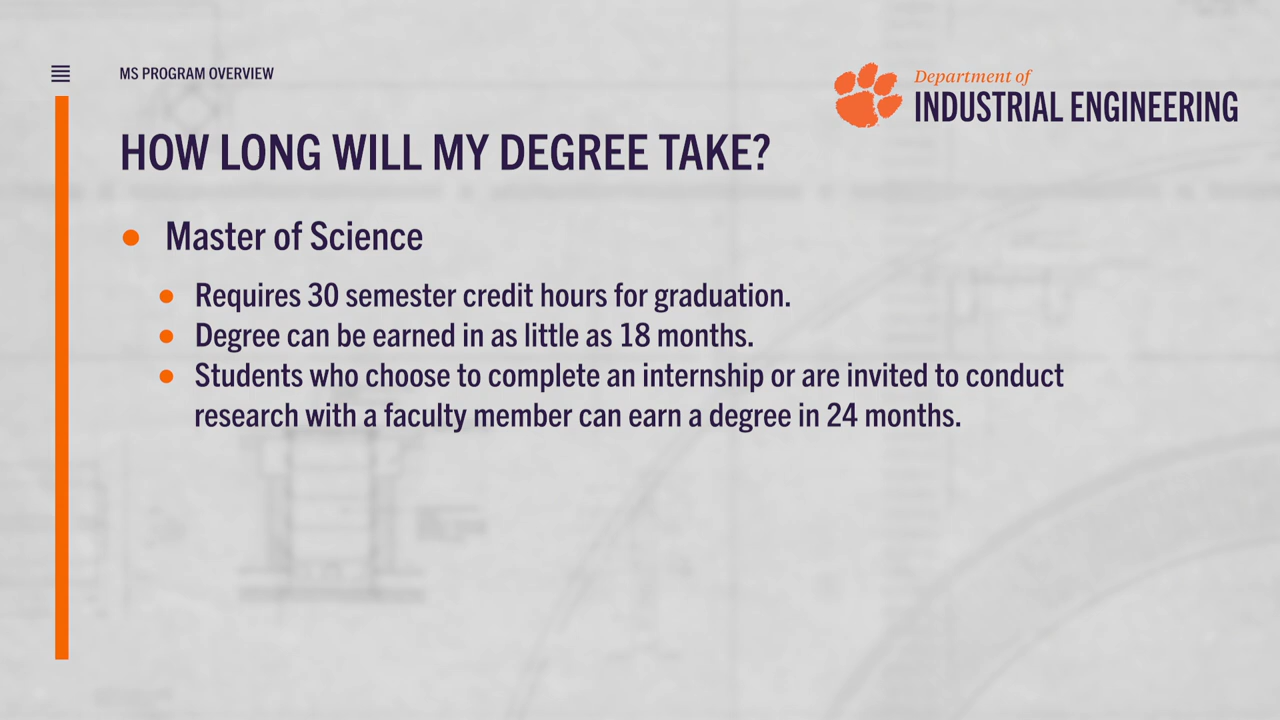 MS PROGRAM OVERVIEW
Department of
INDUSTRIAL ENGINEERING
HOW LONG WILL MY DEGREE TAKE?
Master of Science
Requires 30 semester credit hours for graduation.
Degree can be earned in as little as 18 months.
Students who choose to complete an internship or are invited to conduct
research with a faculty member can earn a degree in 24 months.